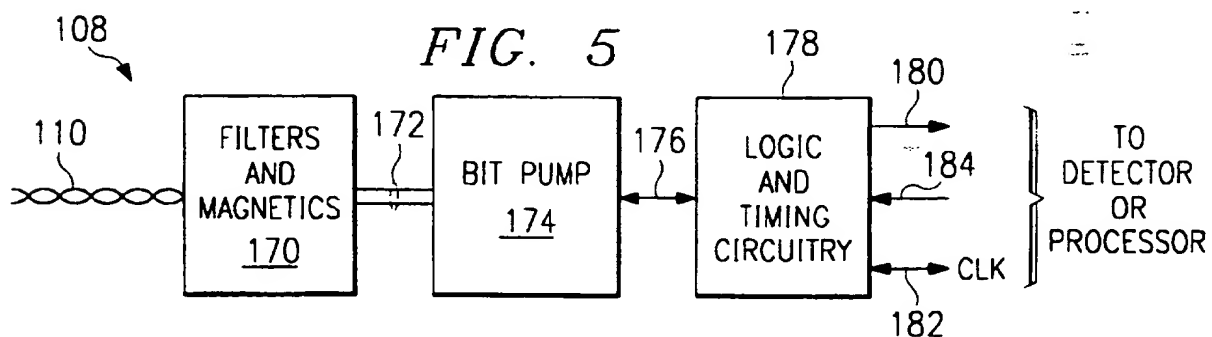 108
FIG. 5
178
180
110
FILTERS
AND
MAGNETICS
170
172
BIT PUMP
174
176
LOGIC
AND
TIMING
CIRCUITRY
184
CLK
182
TO
DETECTOR
OR
PROCESSOR